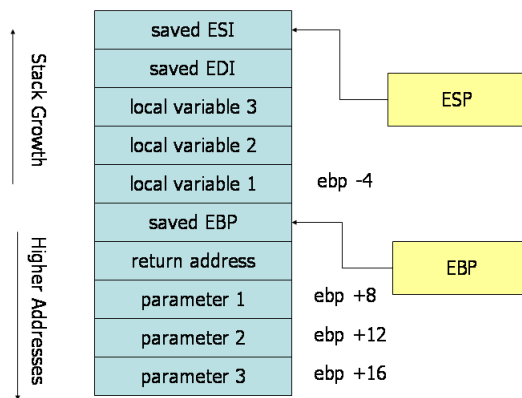 Stack Growth
Higher Addresses
saved ESI
saved EDI
local variable 3
local variable 2
local variable 1
saved EBP
return address
parameter 1
parameter 2
parameter 3
ebp -4
ebp +8
ebp +12
ebp +16
ESP
EBP